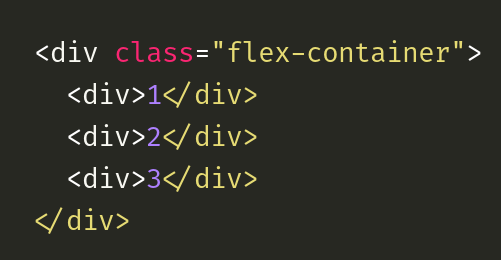 <div class="flex-container">
  <div>1</div>
  <div>2</div>
  <div>3</div>
</div>